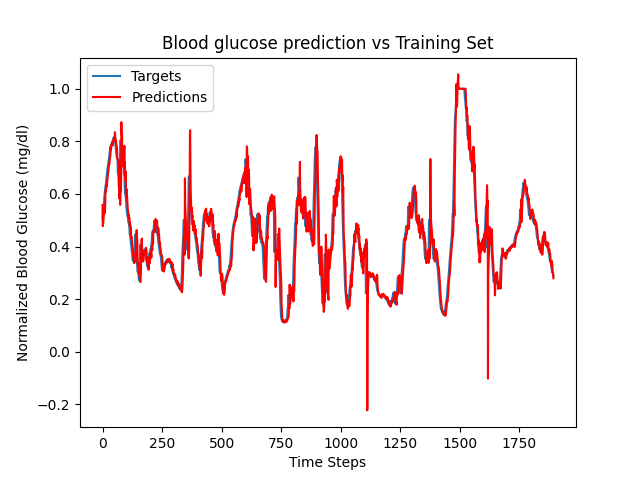 Blood glucose prediction vs Training Set
Targets
Predictions
Normalized Blood Glucose (mg/dl)
1.0
0.8
0.6
0.4
0.2
0.0
−0.2
0 250 500 750 1000 1250 1500 1750
Time Steps